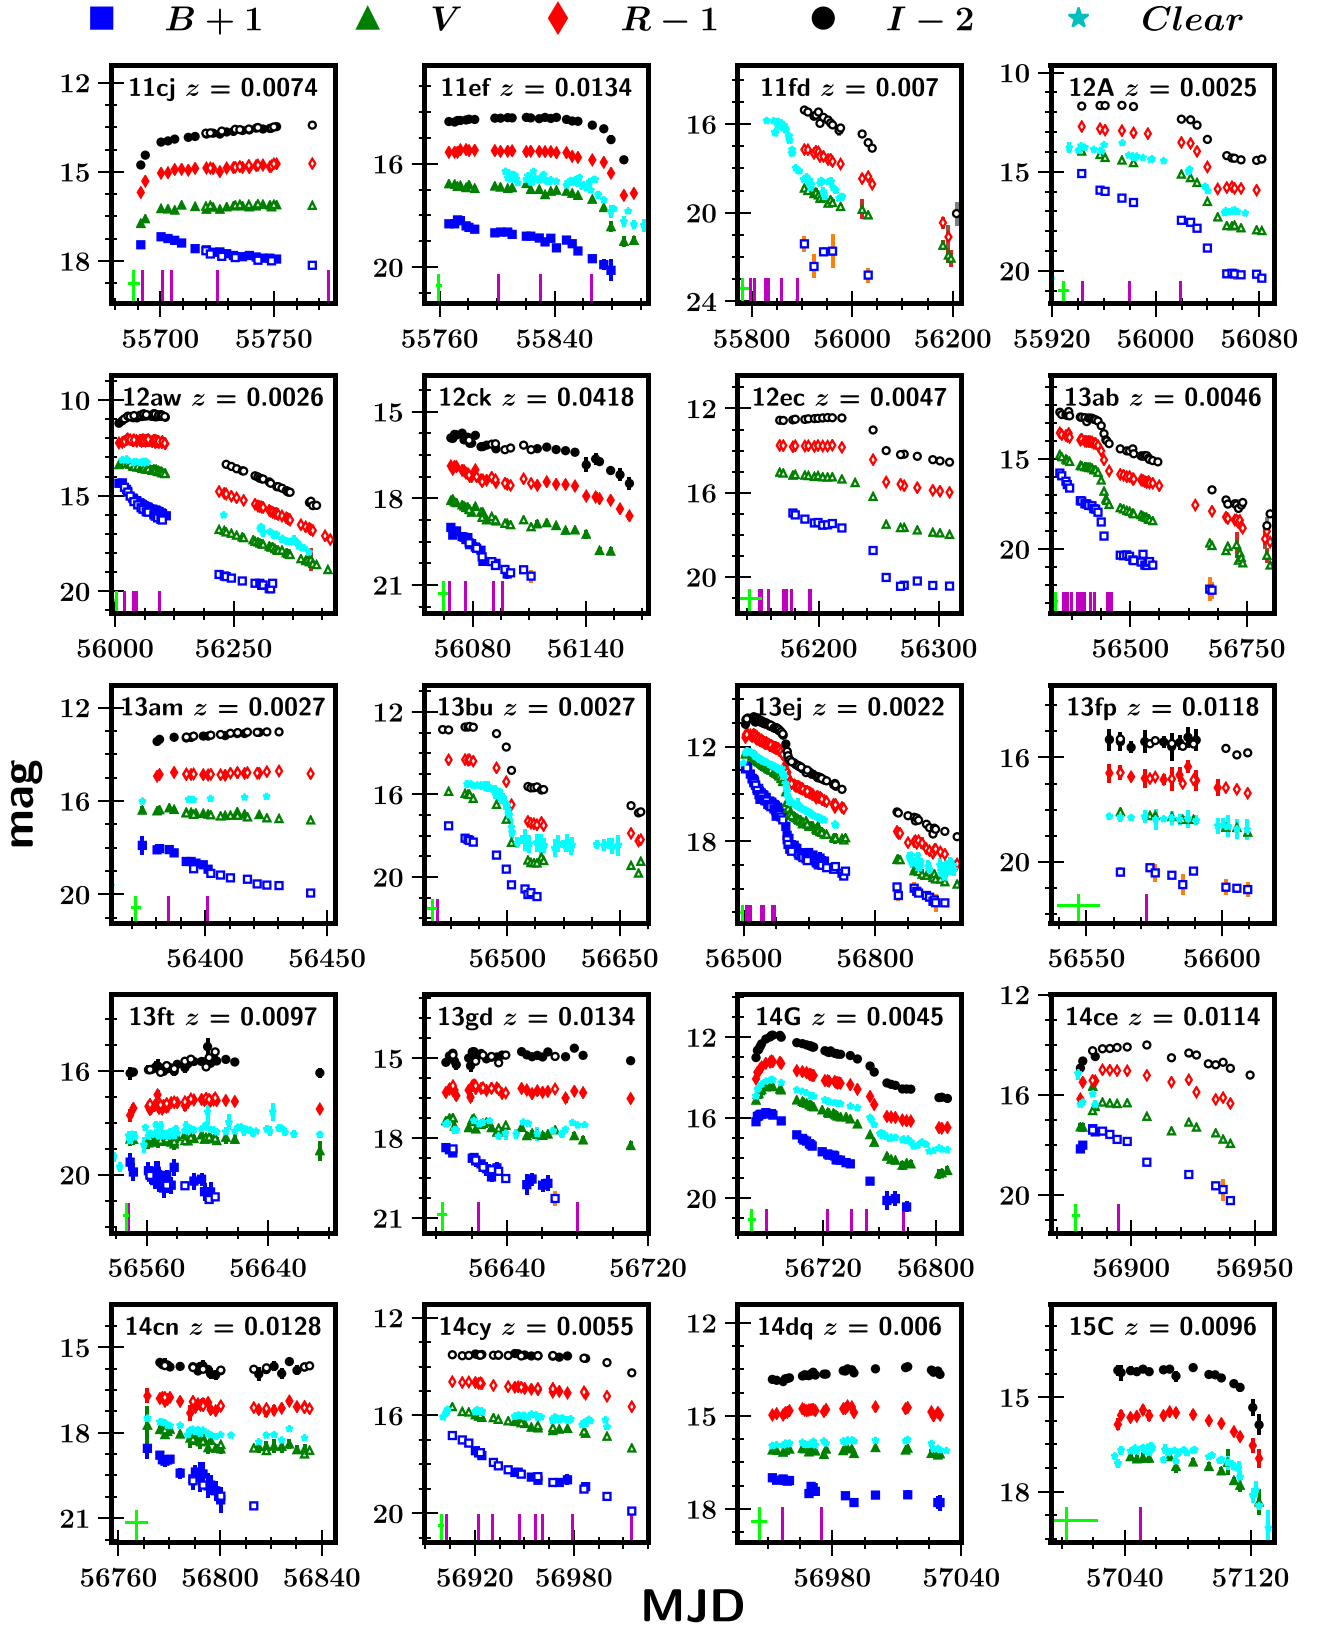 B + 1 V R − 1 I − 2 Clear
11cj z = 0.0074
11ef z = 0.0134
11fd z = 0.007
12A z = 0.0025
12 15 18
16 20
16 20 24
10 15 20
55700 55750
55760 55840
55800 56000 56200
55920 56000 56080
12aw z = 0.0026
12ck z = 0.0418
12ec z = 0.0047
13ab z = 0.0046
10 15 20
15 18 21
12 16 20
15 20
56000 56250
56080 56140
56200 56300
56500 56750
13am z = 0.0027
13bu z = 0.0027
13ej z = 0.0022
13fp z = 0.0118
12 16 20
12 16 20
12 18
16 20
mag
56400 56450
56500 56650
56500 56800
56550 56600
13ft z = 0.0097
13gd z = 0.0134
14G z = 0.0045
14ce z = 0.0114
16 20
15 18 21
12 16 20
12 16 20
56560 56640
56640 56720
56720 56800
56900 56950
14cn z = 0.0128
14cy z = 0.0055
14dq z = 0.006
15C z = 0.0096
15 18 21
12 16 20
12 15 18
15 18
56760 56800 56840
56920 56980
56980 57040
57040 57120
MJD